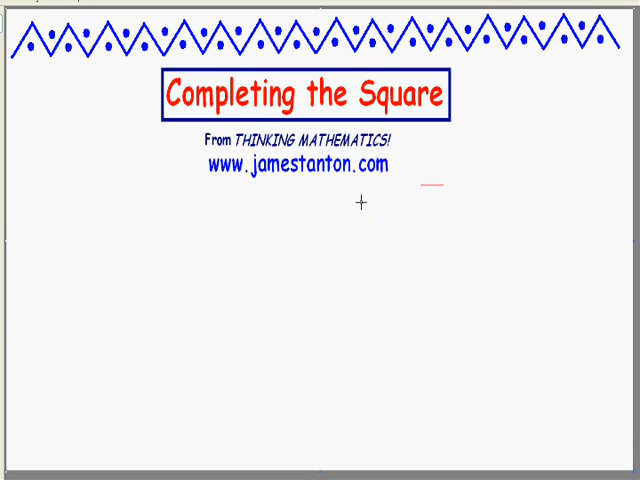 Completing the Square
From THINKING MATHEMATICS!
www.jamestanton.com